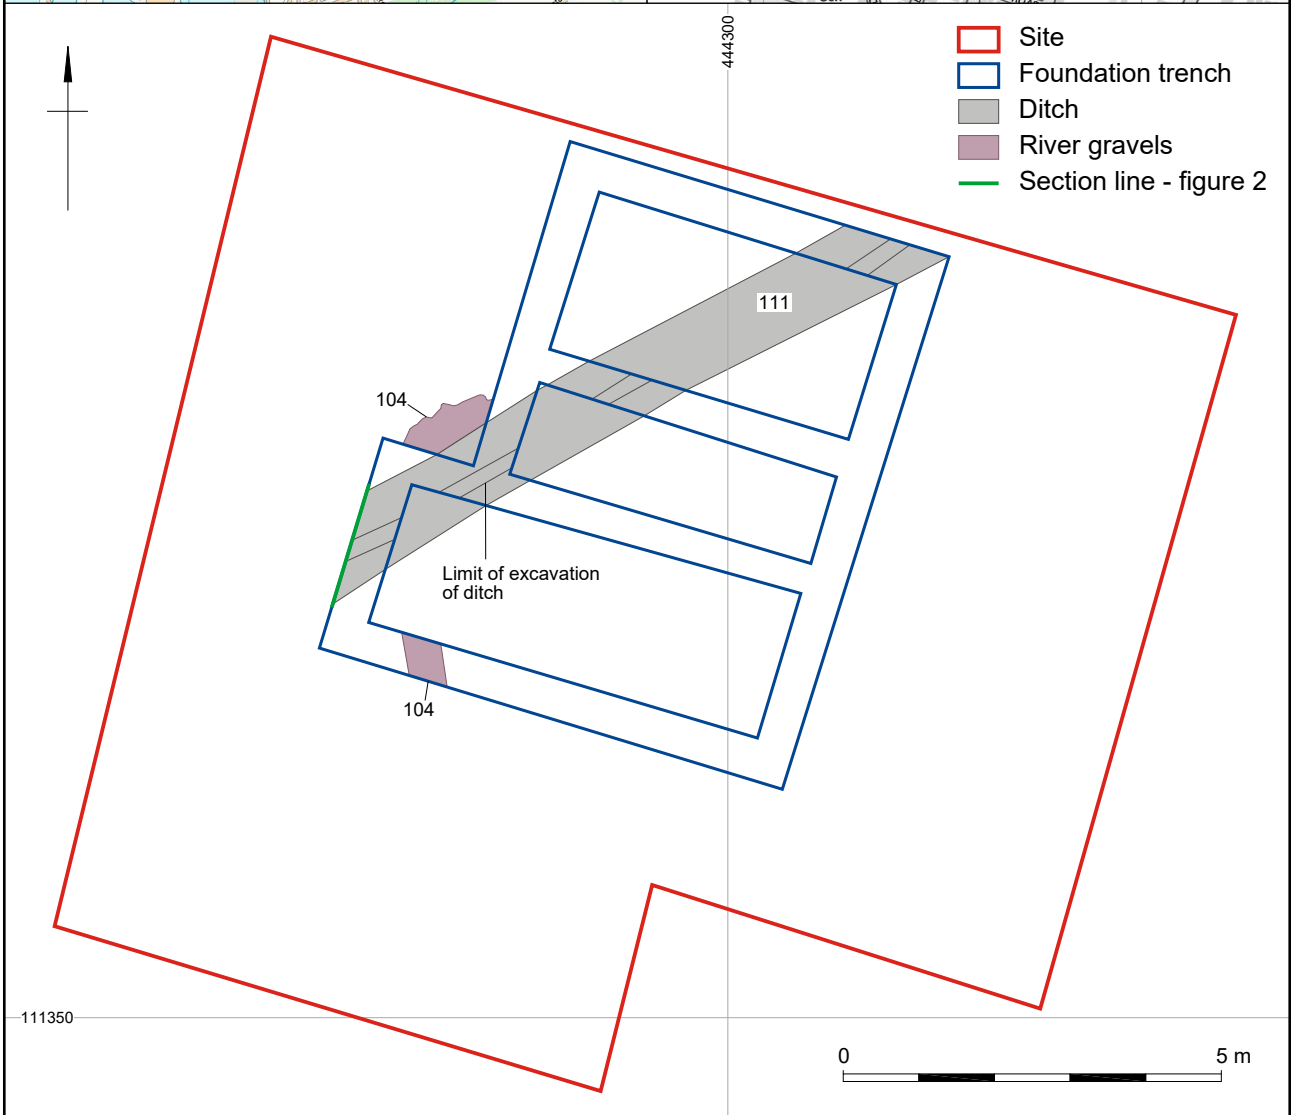 444300
Site
Foundation trench
Ditch
River gravels
Section line - figure 2
111
104
Limit of excavation
of ditch
104
111350
0 5 m